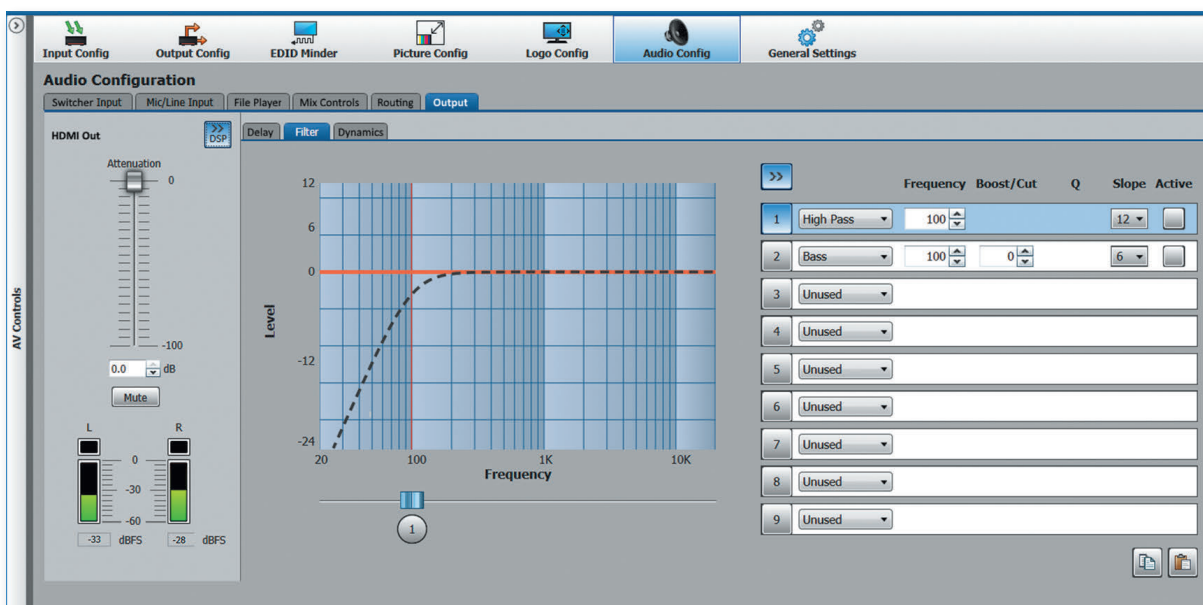 Input Config Output Config EDID Minder Picture Config Logo Config Audio Config General Settings
Audio Configuration
Switcher Input Mic/Line Input File Player Mix Controls Routing Output
AV Controls
HDMI Out >> DSP
Attenuation
0
-100
0.0 dB
Mute
L R
0
-30
-60
-33 dBFS -28 dBFS
Delay Filter Dynamics
12
6
0
-12
-24
Level
20 100 1K 10K
Frequency
1
>> Frequency Boost/Cut Q Slope Active
1 High Pass 100 12
2 Bass 100 0 6
3 Unused
4 Unused
5 Unused
6 Unused
7 Unused
8 Unused
9 Unused